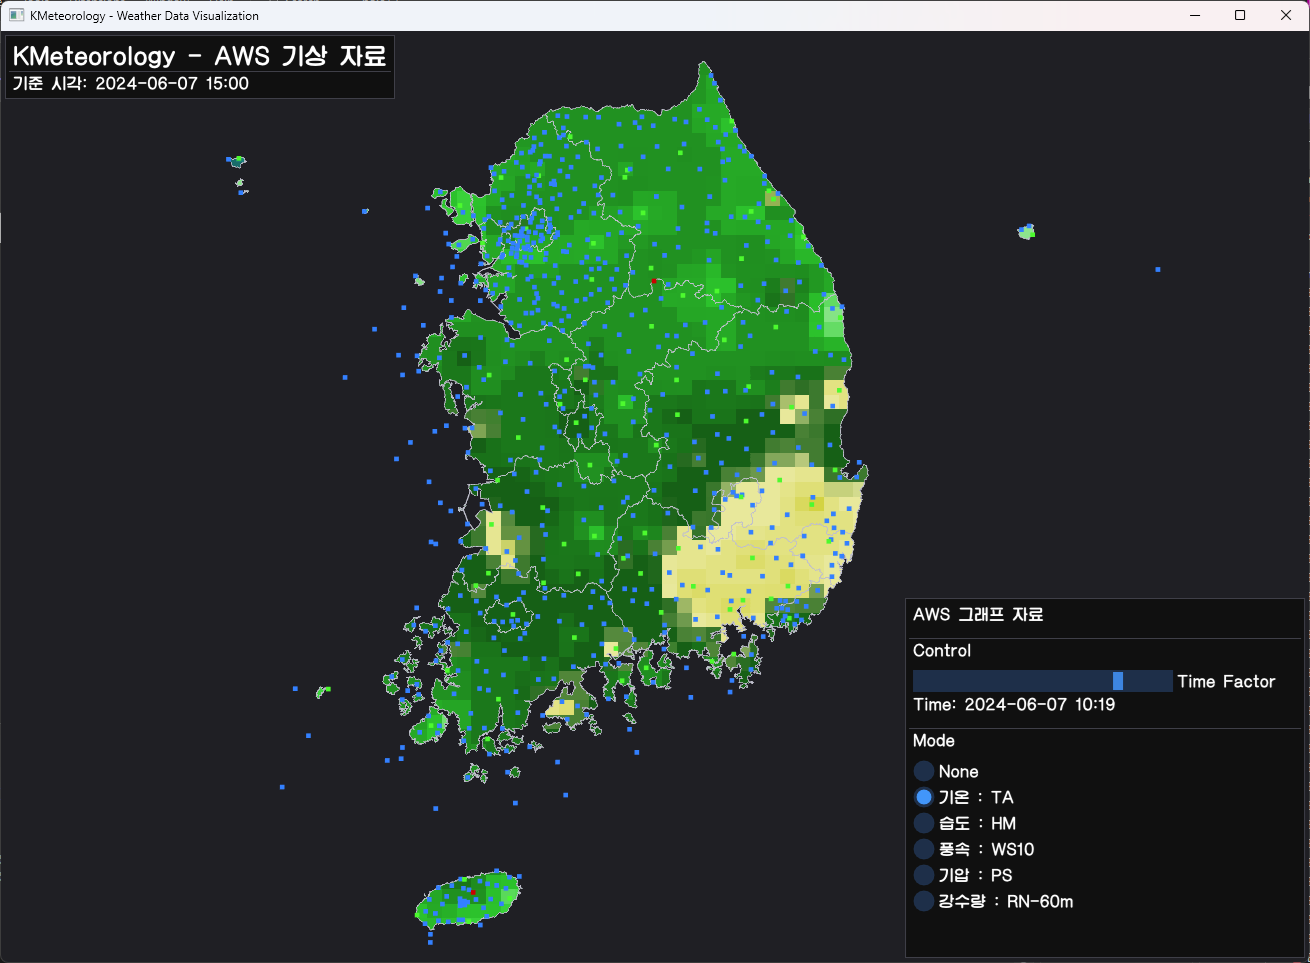 KMeteorology - Weather Data Visualization
KMeteorology - AWS 기상 자료
기준 시각: 2024-06-07 15:00
AWS 그래프 자료
Control
Time Factor
Time: 2024-06-07 10:19
Mode
None
기온 : TA
습도 : HM
풍속 : WS10
기압 : PS
강수량 : RN-60m